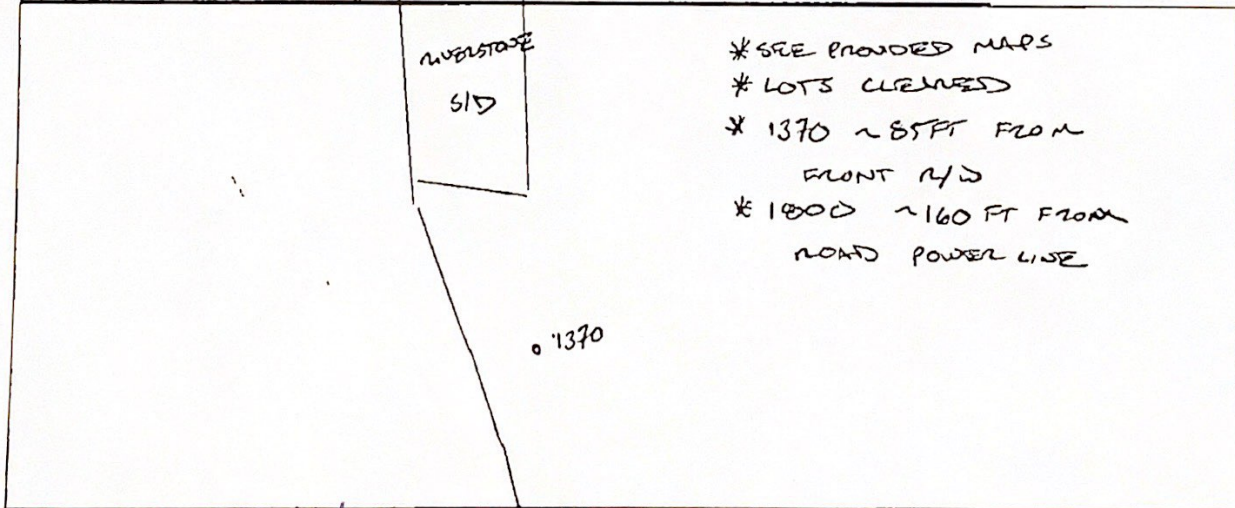 RIVERSTONE
S/D
* SEE PROVIDED MAPS
* LOTS CLEARED
* 1370 ~85FT FROM
FRONT R/W
* 1800 ~160 FT FROM
ROAD POWER LINE
1370